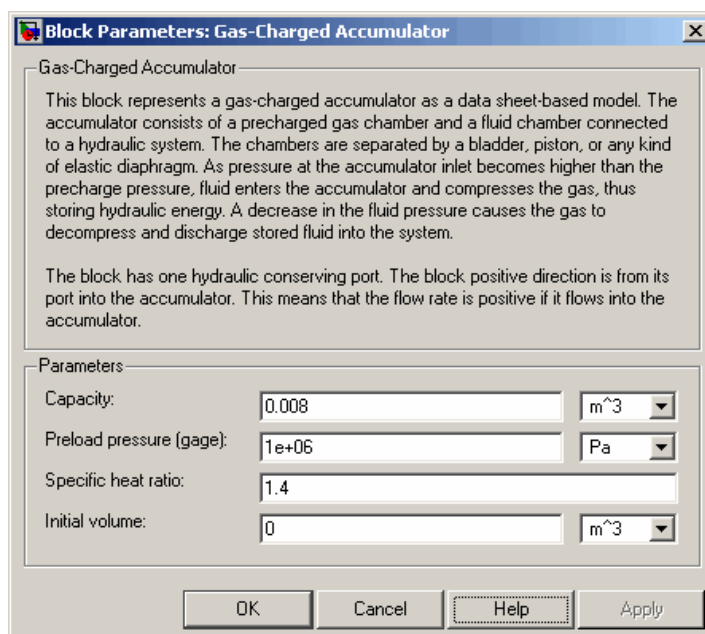 Block Parameters: Gas-Charged Accumulator
Gas-Charged Accumulator
This block represents a gas-charged accumulator as a data sheet-based model. The
accumulator consists of a precharged gas chamber and a fluid chamber connected
to a hydraulic system. The chambers are separated by a bladder, piston, or any kind
of elastic diaphragm. As pressure at the accumulator inlet becomes higher than the
precharge pressure, fluid enters the accumulator and compresses the gas, thus
storing hydraulic energy. A decrease in the fluid pressure causes the gas to
decompress and discharge stored fluid into the system.
The block has one hydraulic conserving port. The block positive direction is from its
port into the accumulator. This means that the flow rate is positive if it flows into the
accumulator.
Parameters
Capacity: 0.008 m^3
Preload pressure (gage): 1e+06 Pa
Specific heat ratio: 1.4
Initial volume: 0 m^3
OK Cancel Help Apply